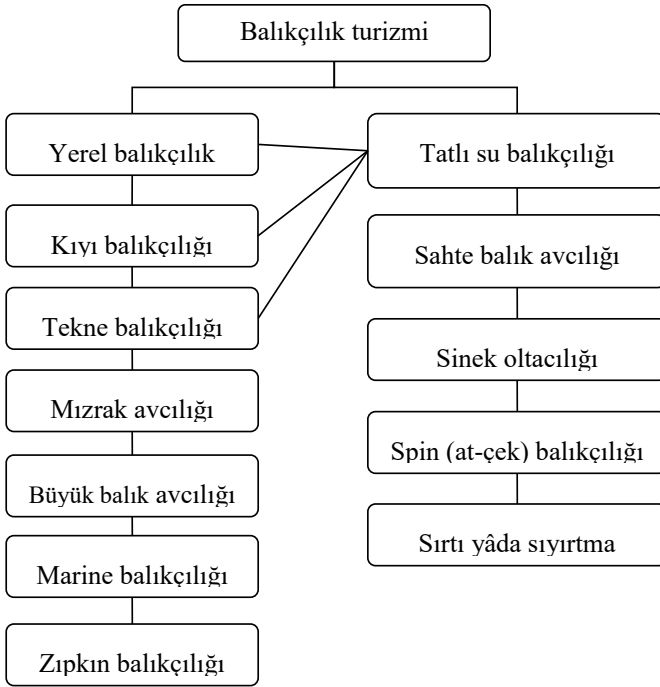 Balıkçılık turizmi
Yerel balıkçılık
Kıyı balıkçılığı
Tekne balıkçılığı
Mızrak avcılığı
Büyük balık avcılığı
Marine balıkçılığı
Zıpkın balıkçılığı
Tatlı su balıkçılığı
Sahte balık avcılığı
Sinek oltacılığı
Spin (at-çek) balıkçılığı
Sırtı yâda sıyırtma